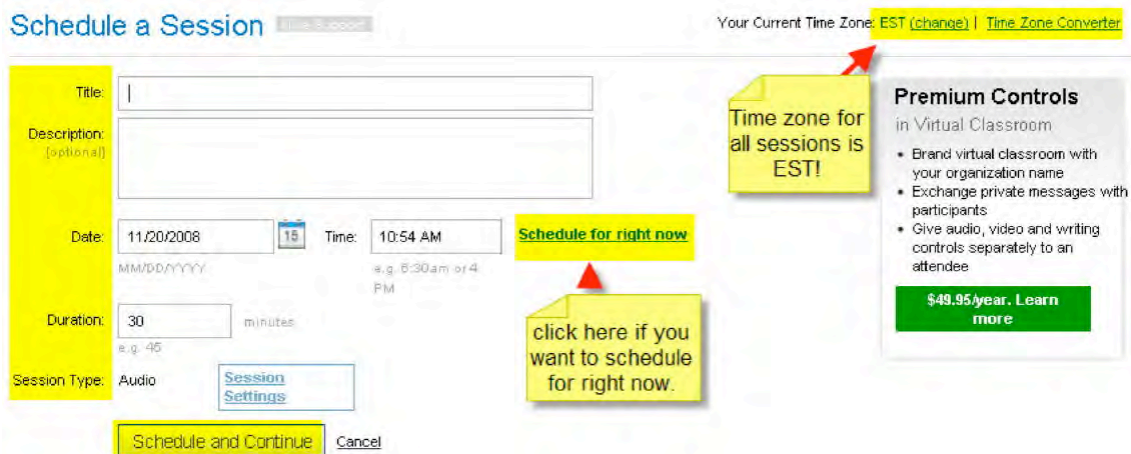 Schedule a Session
Your Current Time Zone: EST (change) | Time Zone Converter
Title:
Description:
[optional]
Date: 11/20/2008 15 Time: 10:54 AM Schedule for right now
MM/DD/YYYY e.g. 6:30am or 4
PM
Duration: 30 minutes
e.g. 45
Session Type: Audio Session
Settings
Schedule and Continue Cancel
Time zone for
all sessions is
EST!
click here if you
want to schedule
for right now.
Premium Controls
in Virtual Classroom
• Brand virtual classroom with
your organization name
• Exchange private messages with
participants
• Give audio, video and writing
controls separately to an
attendee
$49.95/year. Learn
more